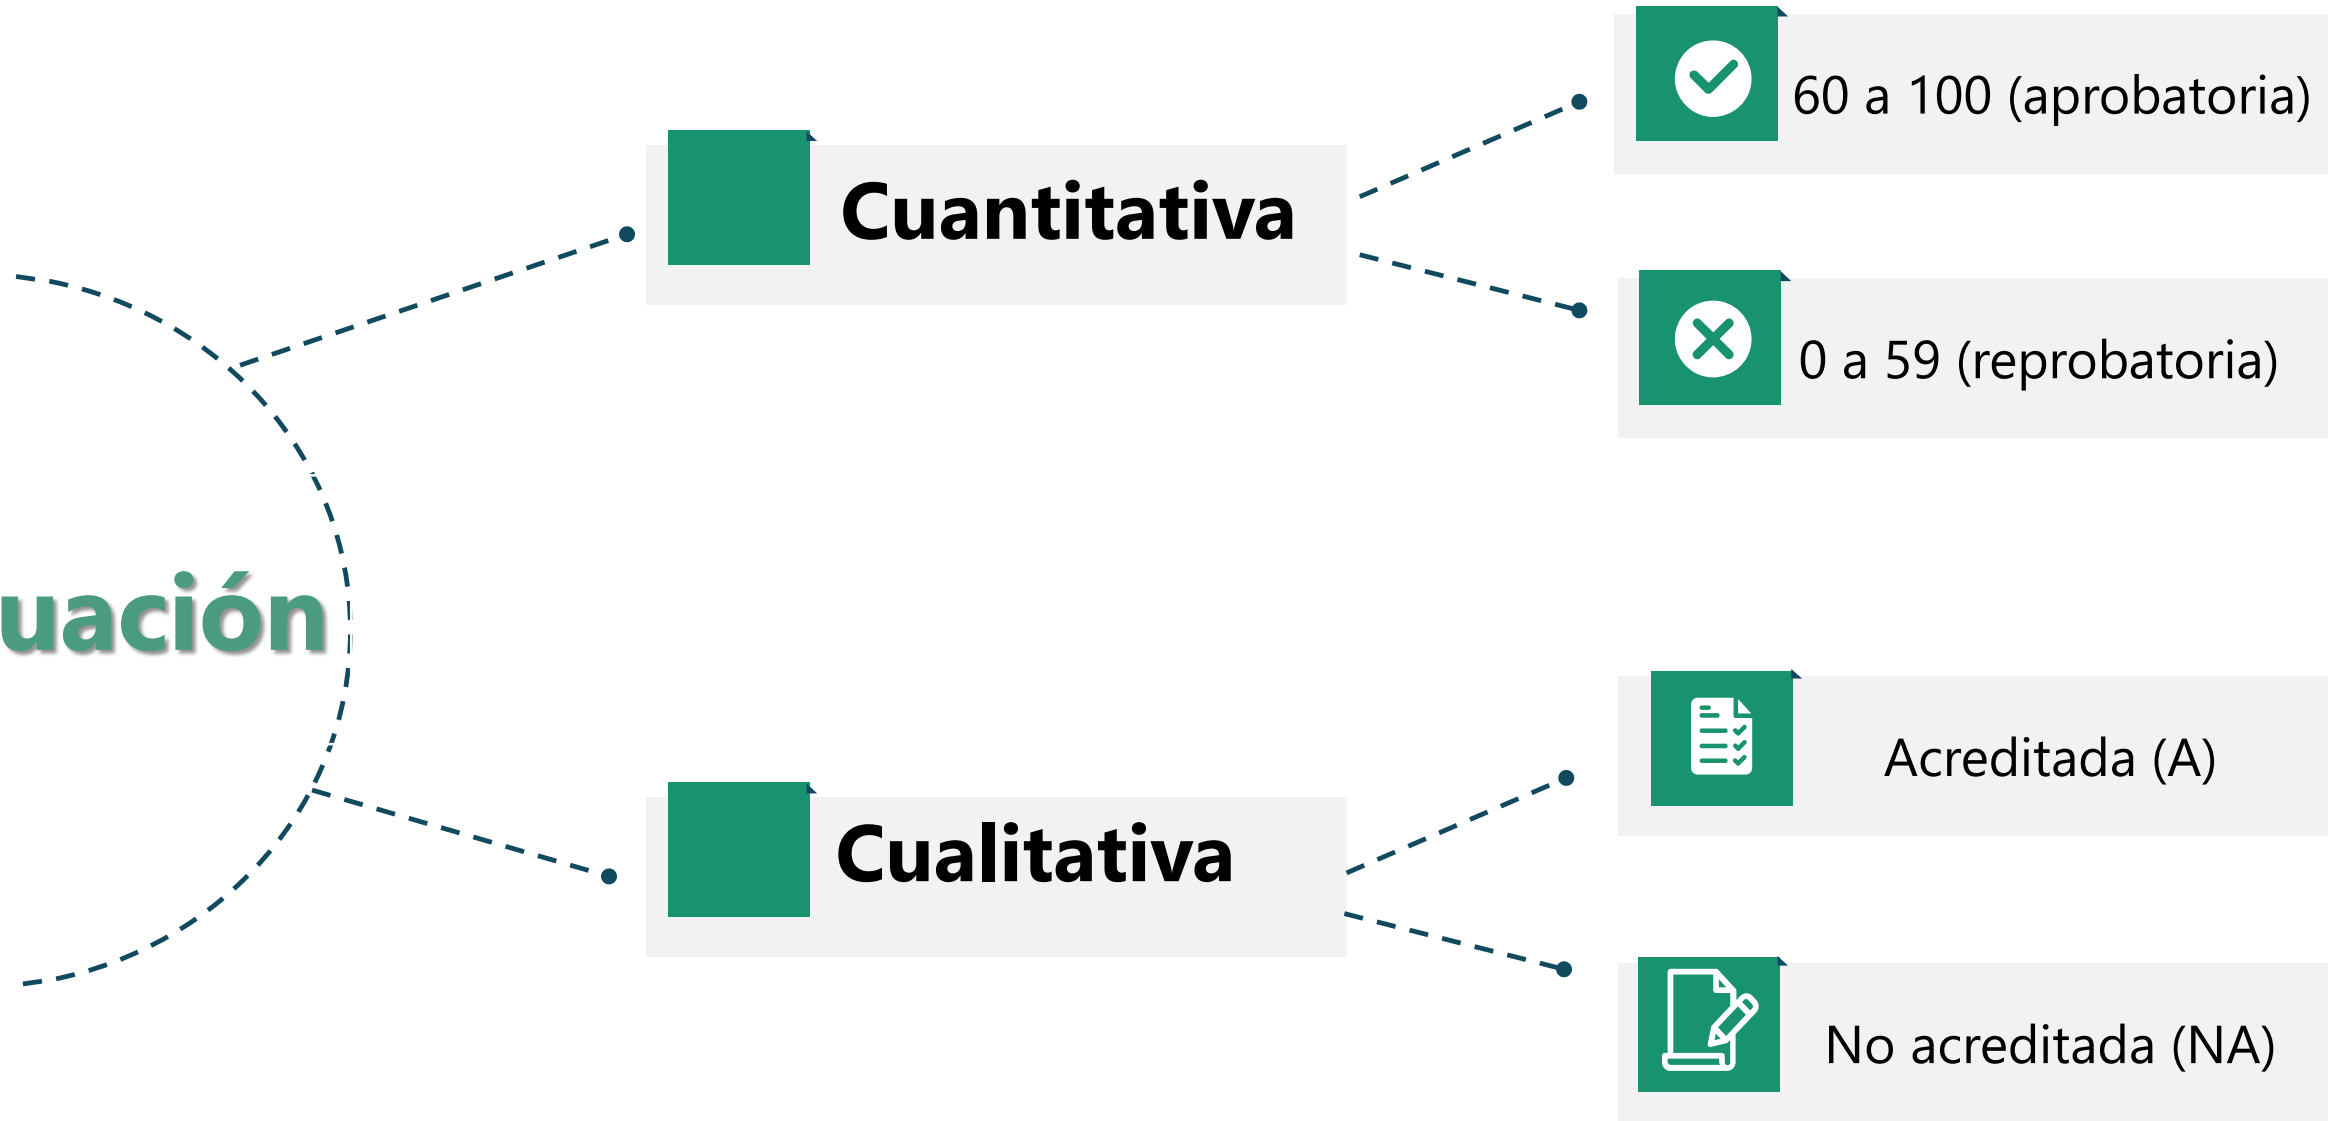 60 a 100 (aprobatoria)
Cuantitativa
0 a 59 (reprobatoria)
uación
Acreditada (A)
Cualitativa
No acreditada (NA)